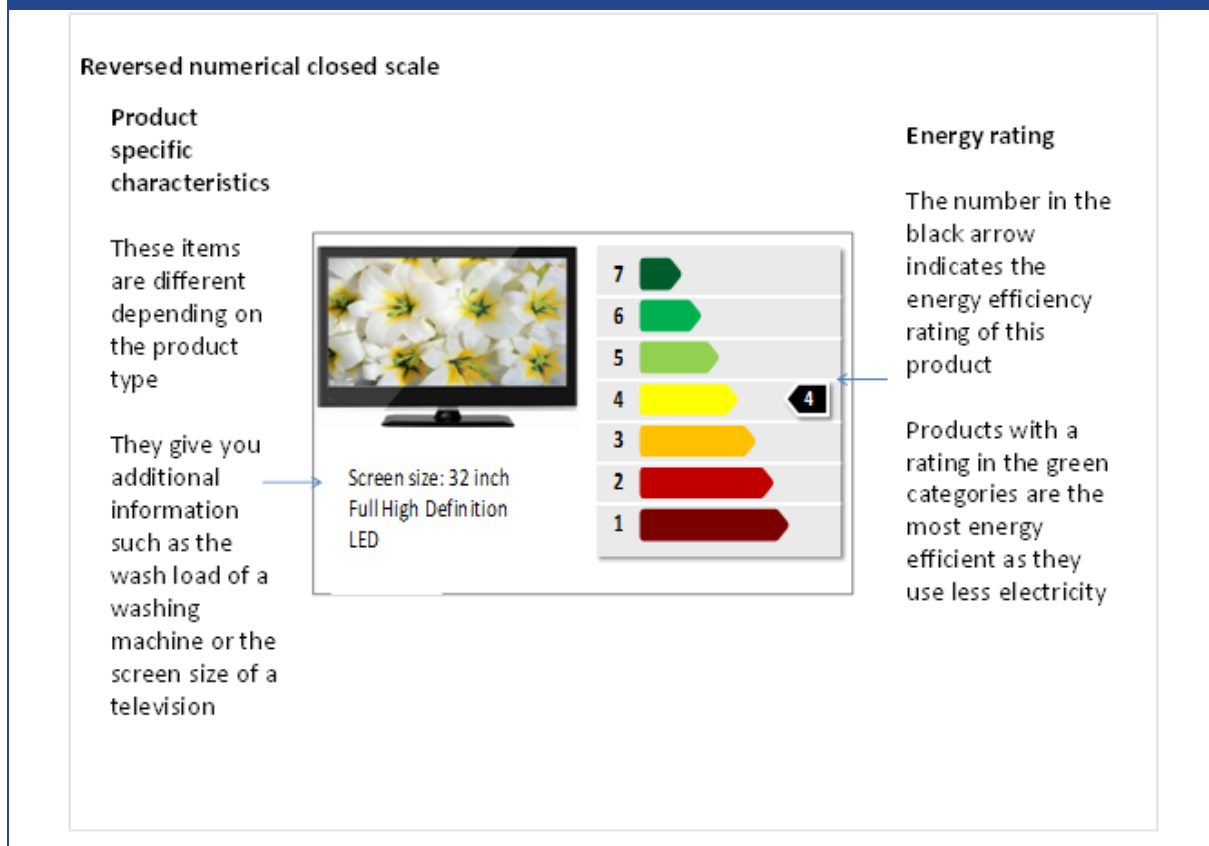 Reversed numerical closed scale
Product
specific
characteristics
These items
are different
depending on
the product
type
They give you
additional
information
such as the
wash load of a
washing
machine or the
screen size of a
television
Screen size: 32 inch
Full High Definition
LED
7
6
5
4
4
3
2
1
Energy rating
The number in the
black arrow
indicates the
energy efficiency
rating of this
product
Products with a
rating in the green
categories are the
most energy
efficient as they
use less electricity